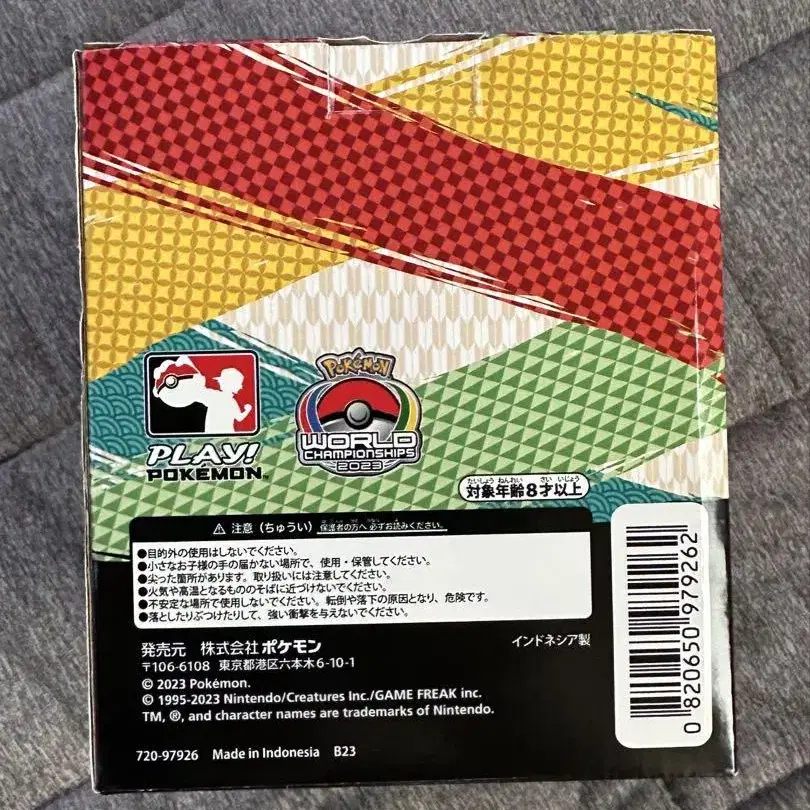 PLAY!
POKÉMON™
POKÉMON
WORLD
CHAMPIONSHIPS
2023
たいしょう ねんれい さい いじょう
対象年齢8才以上
⚠ 注意（ちゅうい） 保護者の方へ 必ずお読みください。
●目的外の使用はしないでください。
●小さなお子様の手の届かない場所で、使用・保管してください。
●尖った箇所があります。取り扱いには注意してください。
●火気や高温となるもののそばに近づけないでください。
●不安定な場所で使用しないでください。転倒や落下の原因となり、危険です。
●落としたりぶつけたりして、強い衝撃を与えないでください。
発売元 株式会社ポケモン
インドネシア製
〒106-6108 東京都港区六本木6-10-1
© 2023 Pokémon.
© 1995-2023 Nintendo/Creatures Inc./GAME FREAK inc.
TM, ®, and character names are trademarks of Nintendo.
720-97926 Made in Indonesia B23
0 820650 979262